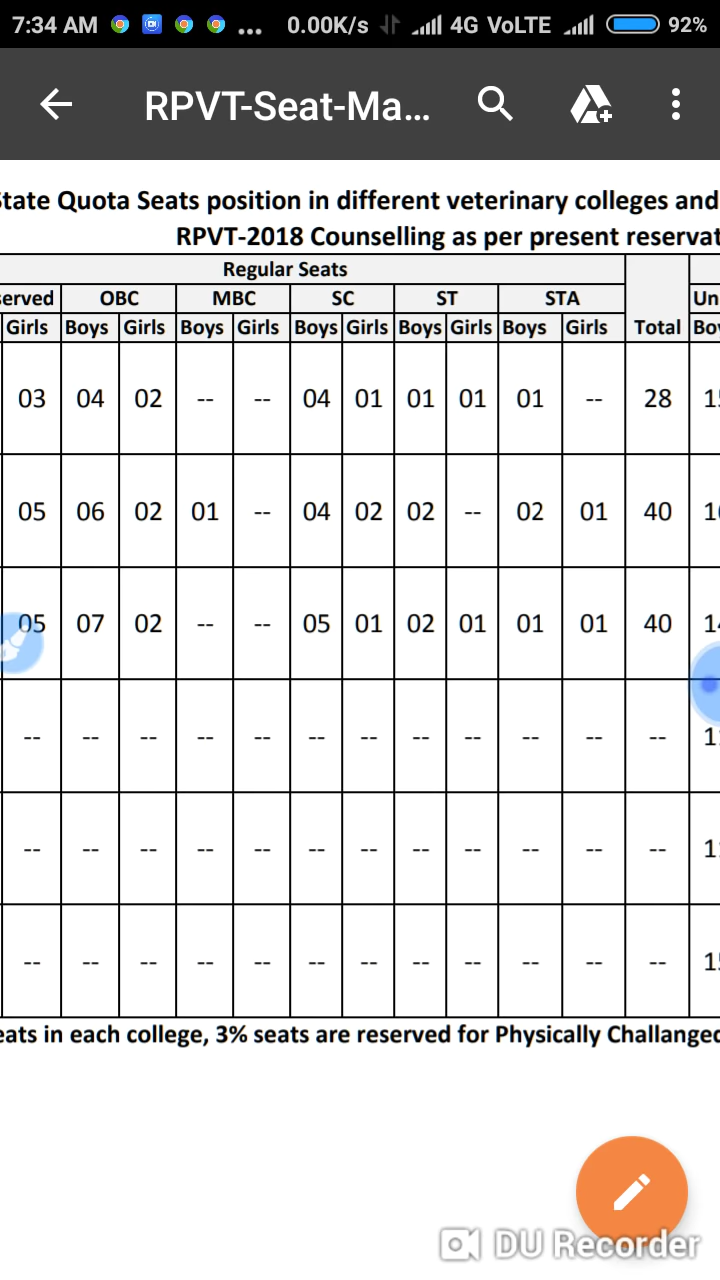 7:34 AM ... 0.00K/s 4G VoLTE 92%
RPVT-Seat-Ma...
tate Quota Seats position in different veterinary colleges and
RPVT-2018 Counselling as per present reservat
Regular Seats
erved OBC MBC SC ST STA Un
Girls Boys Girls Boys Girls Boys Girls Boys Girls Boys Girls Total Bo
03 04 02 -- -- 04 01 01 01 01 -- 28
05 06 02 01 -- 04 02 02 -- 02 01 40
05 07 02 -- -- 05 01 02 01 01 01 40
-- -- -- -- -- -- -- -- -- -- -- --
-- -- -- -- -- -- -- -- -- -- -- --
-- -- -- -- -- -- -- -- -- -- -- --
eats in each college, 3% seats are reserved for Physically Challanged
DU Recorder